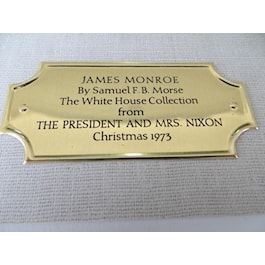 JAMES MONROE
By Samuel F. B. Morse
The White House Collection
from
THE PRESIDENT AND MRS. NIXON
Christmas 1973